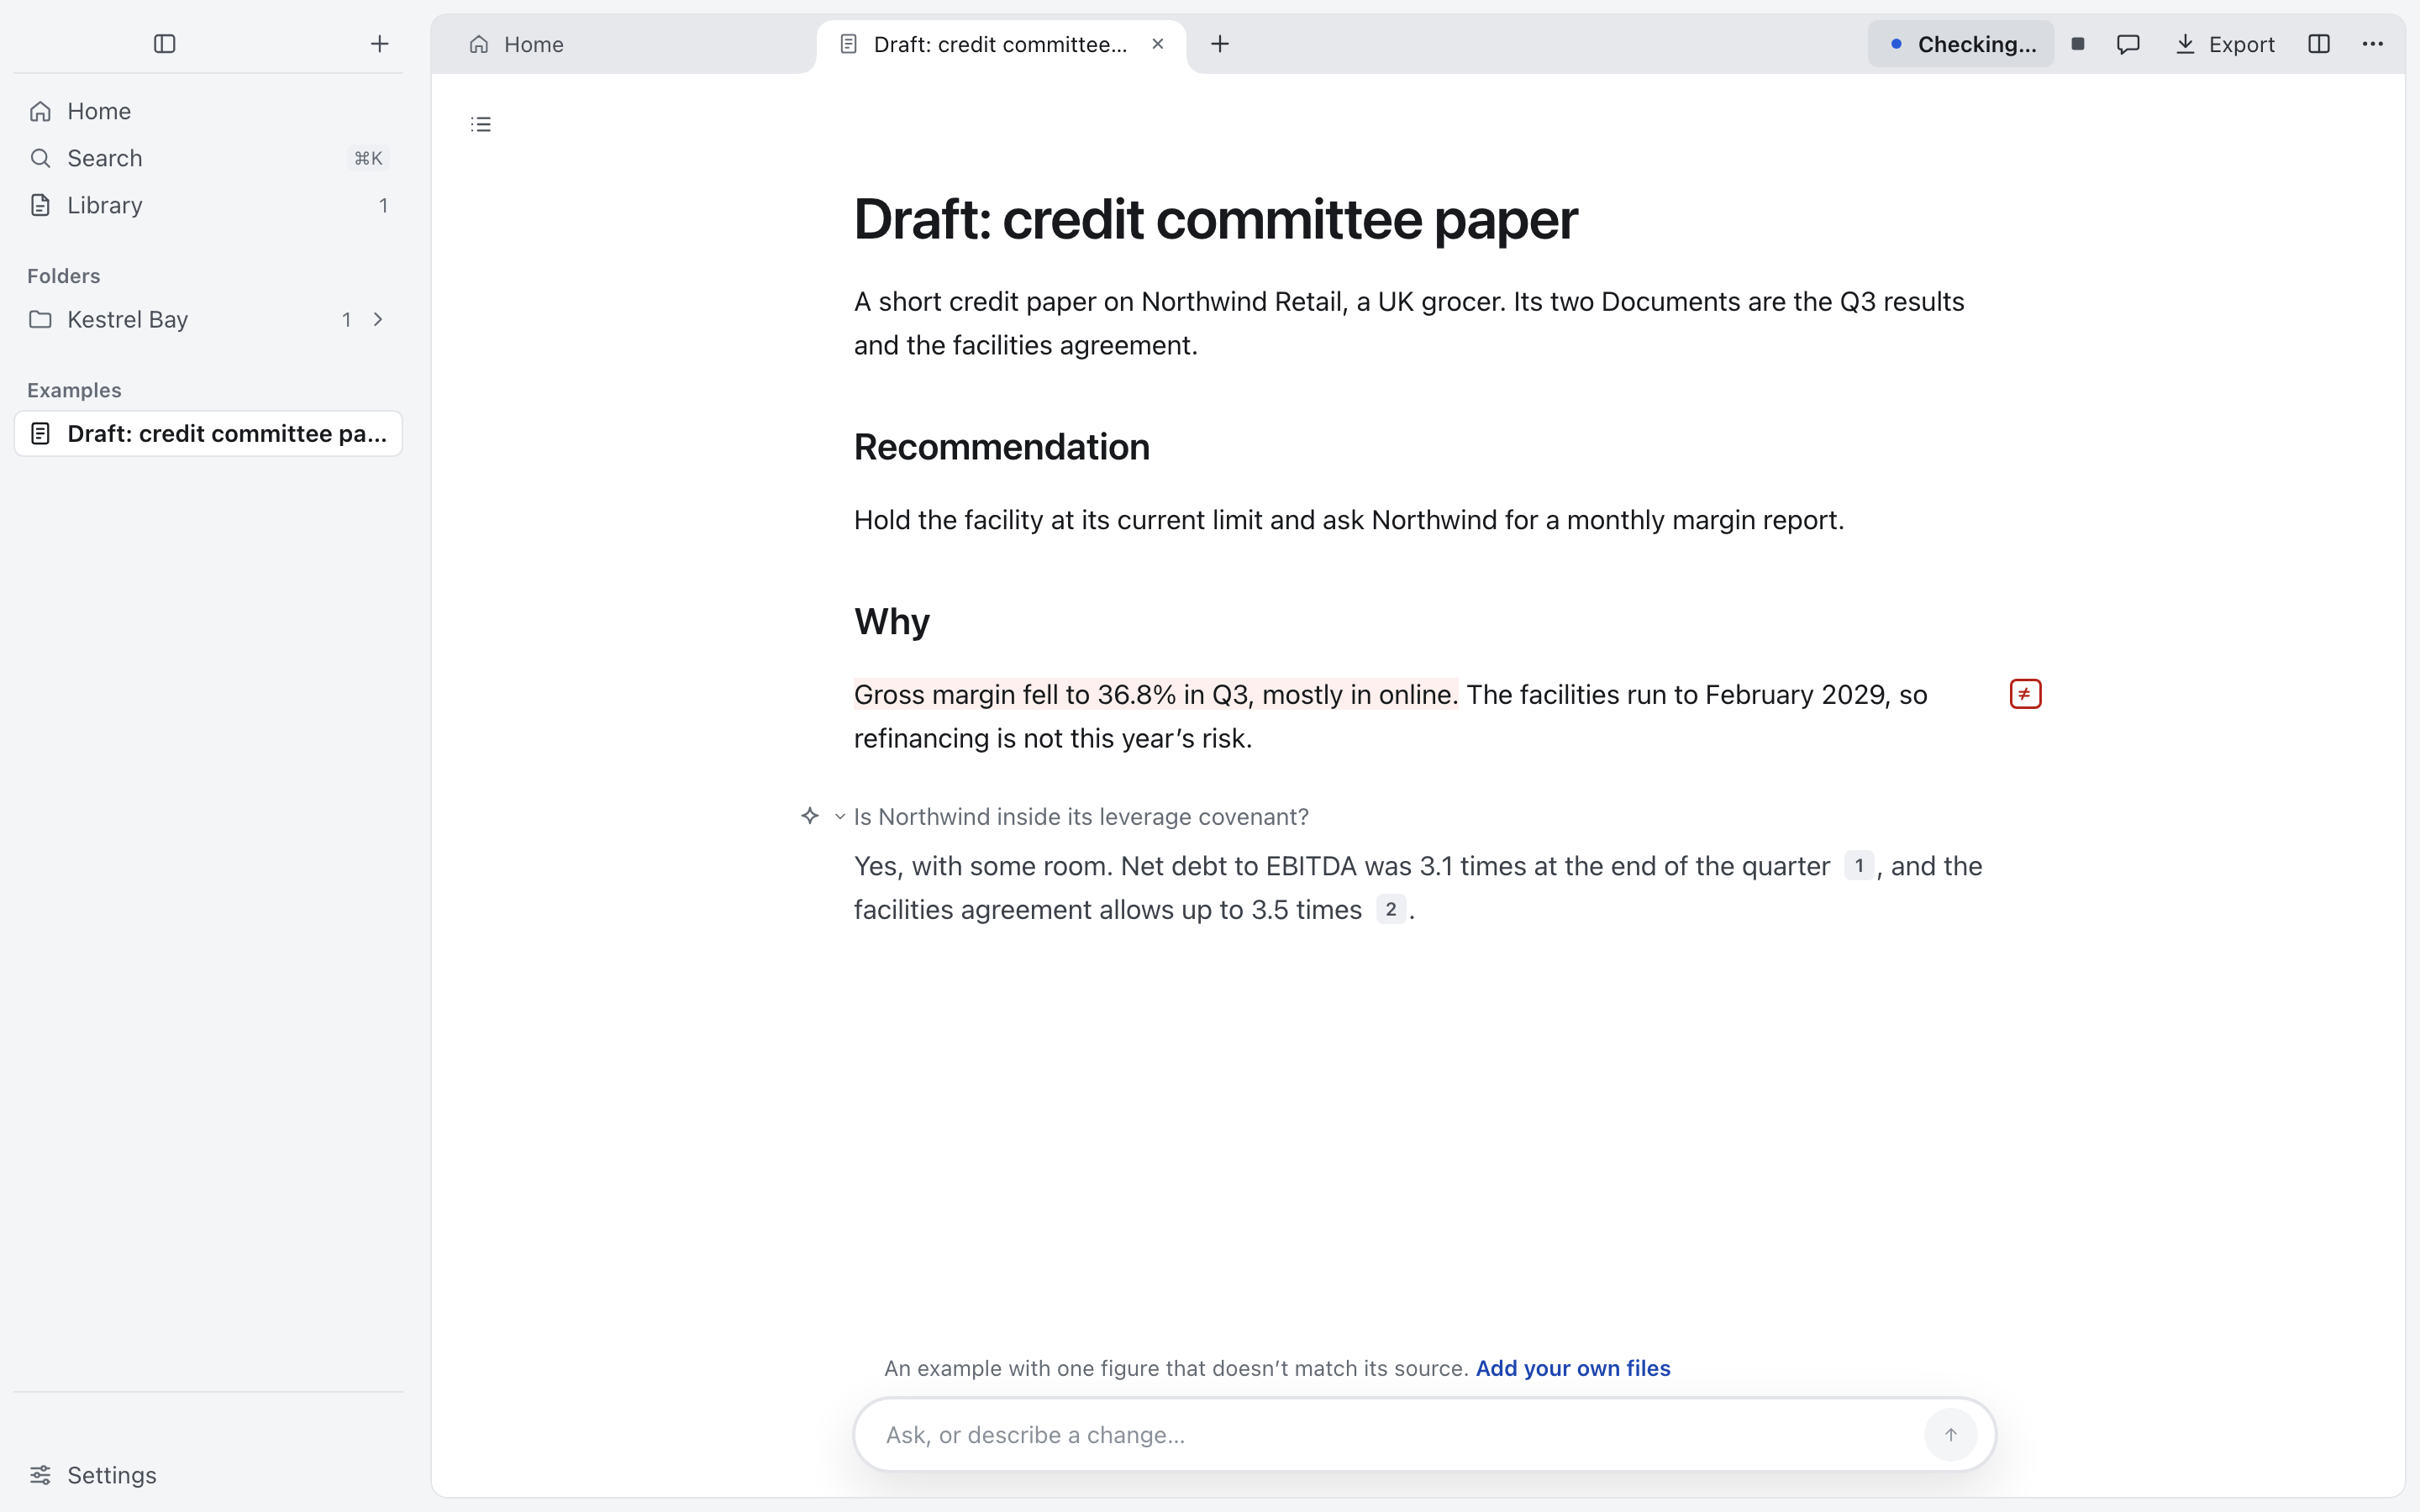 Home
Search ⌘K
Library 1
Folders
Kestrel Bay 1
Examples
Draft: credit committee pa...
Settings
Home
Draft: credit committee...
Checking...
Export
Draft: credit committee paper
A short credit paper on Northwind Retail, a UK grocer. Its two Documents are the Q3 results
and the facilities agreement.
Recommendation
Hold the facility at its current limit and ask Northwind for a monthly margin report.
Why
Gross margin fell to 36.8% in Q3, mostly in online. The facilities run to February 2029, so
≠
refinancing is not this year’s risk.
Is Northwind inside its leverage covenant?
Yes, with some room. Net debt to EBITDA was 3.1 times at the end of the quarter 1, and the
facilities agreement allows up to 3.5 times 2.
An example with one figure that doesn’t match its source. Add your own files
Ask, or describe a change...